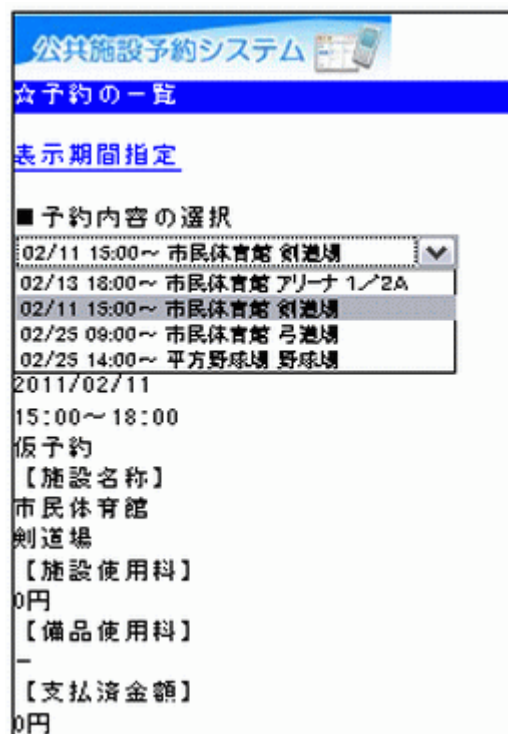 公共施設予約システム
☆予約の一覧
表示期間指定
■予約内容の選択
02/11 15:00～ 市民体育館 剣道場
02/13 18:00～ 市民体育館 アリーナ 1／2A
02/11 15:00～ 市民体育館 剣道場
02/25 09:00～ 市民体育館 弓道場
02/25 14:00～ 平方野球場 野球場
2011/02/11
15:00～18:00
仮予約
【施設名称】
市民体育館
剣道場
【施設使用料】
0円
【備品使用料】
－
【支払済金額】
0円